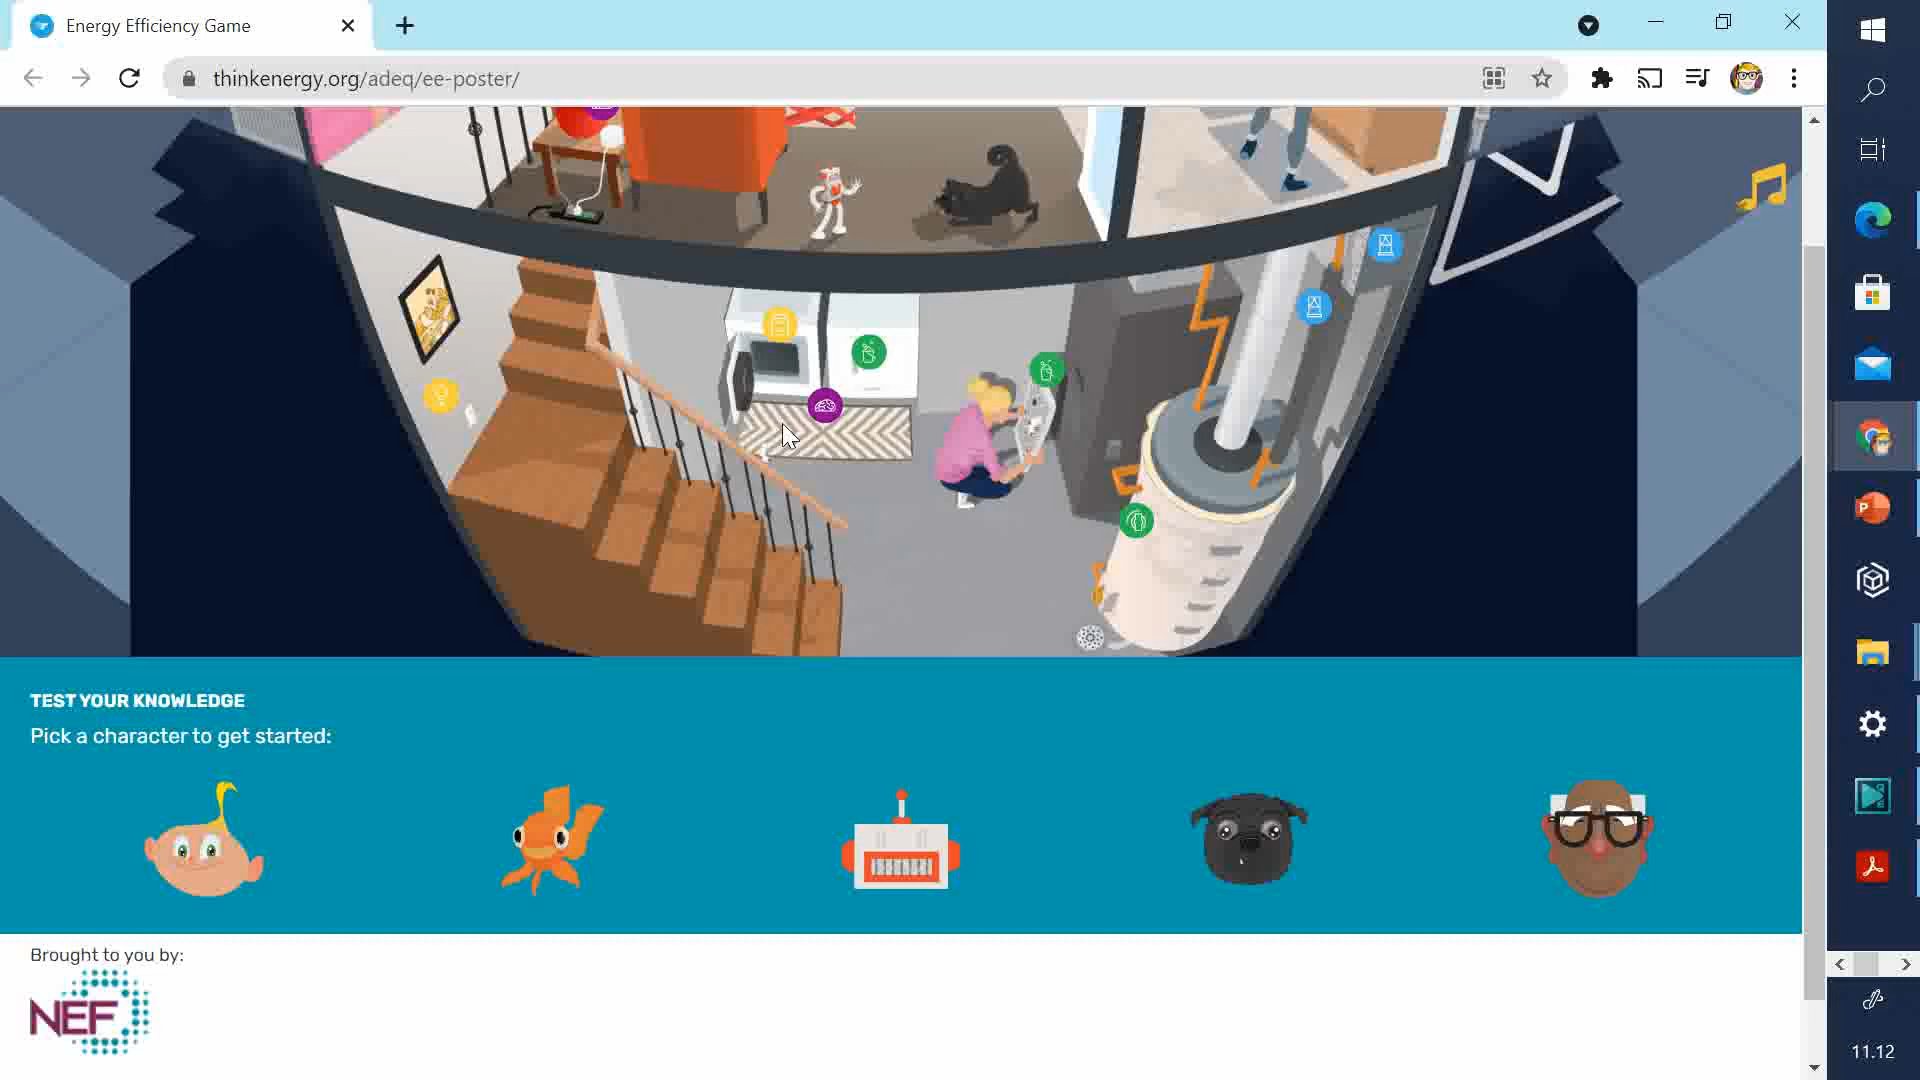 Energy Efficiency Game
thinkenergy.org/adeq/ee-poster/
TEST YOUR KNOWLEDGE
Pick a character to get started:
Brought to you by:
NEF
P
11.12